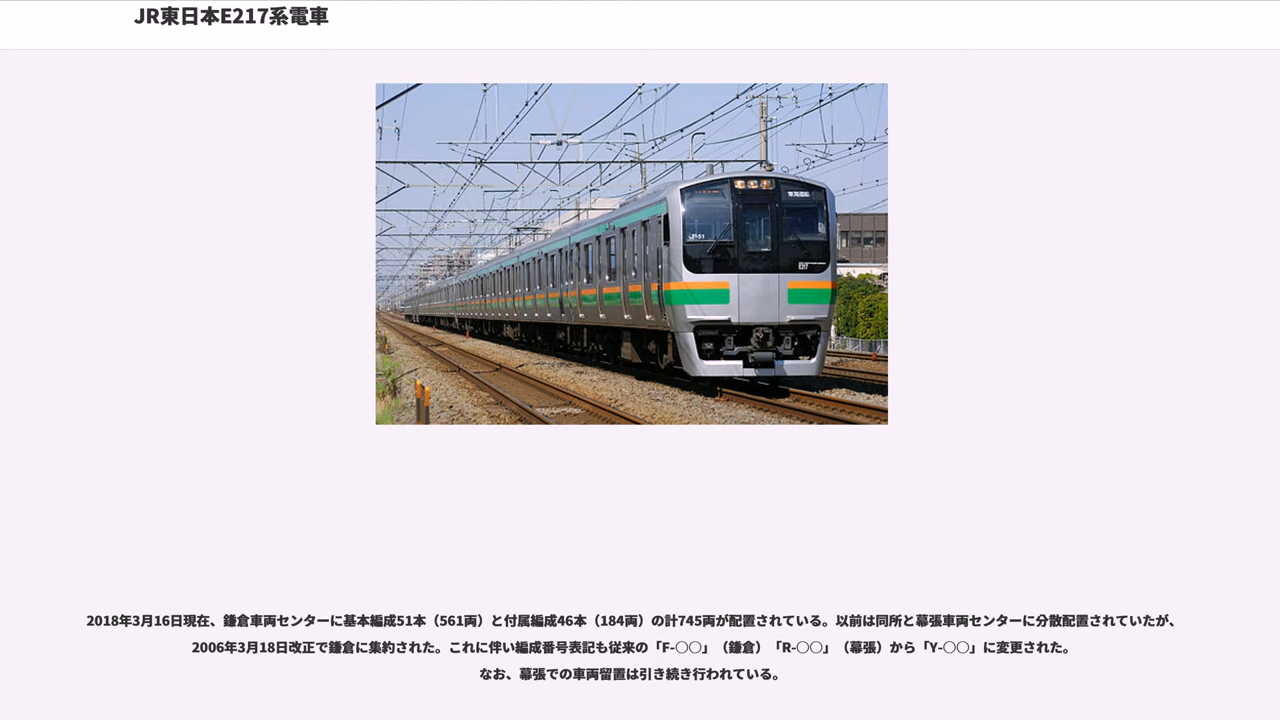 JR東日本E217系電車
2018年3月16日現在、鎌倉車両センターに基本編成51本（561両）と付属編成46本（184両）の計745両が配置されている。以前は同所と幕張車両センターに分散配置されていたが、
2006年3月18日改正で鎌倉に集約された。これに伴い編成番号表記も従来の「F-〇〇」（鎌倉）「R-〇〇」（幕張）から「Y-〇〇」に変更された。
なお、幕張での車両留置は引き続き行われている。